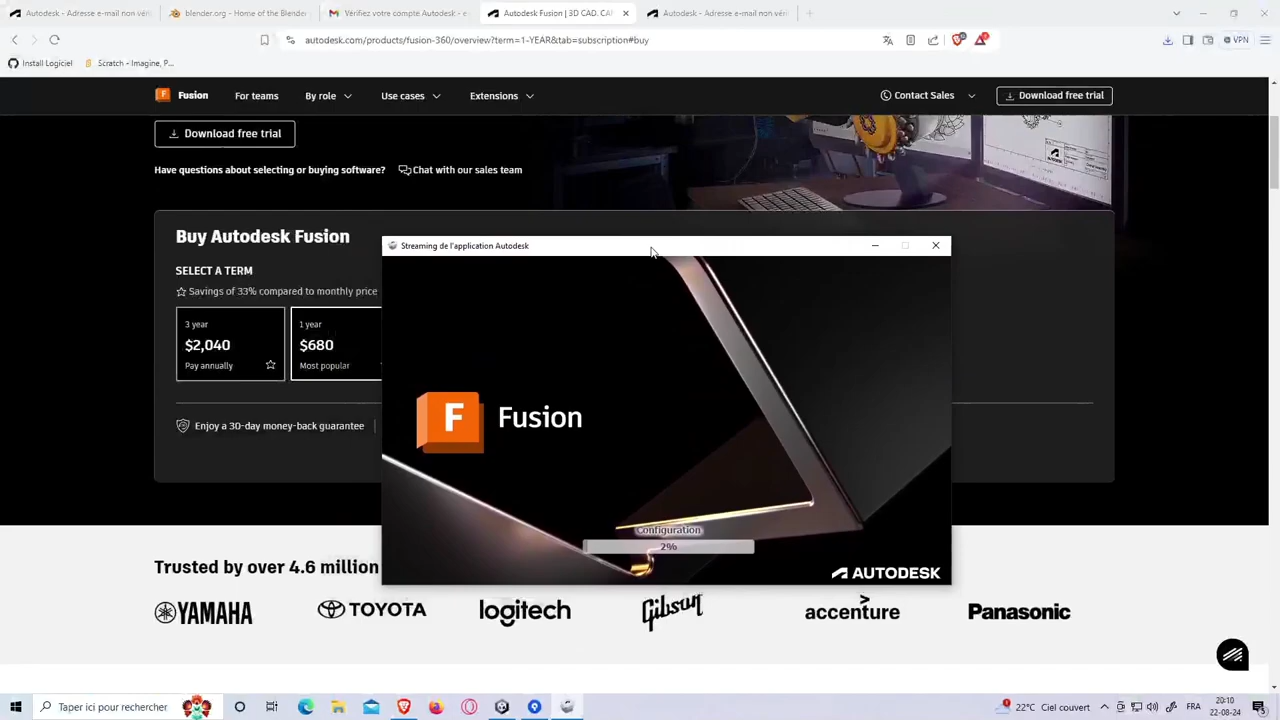 Adresse e-mail non véri
blender.org - Home of the Blender
Vérifiez votre compte Autodesk - e-
Autodesk Fusion | 3D CAD, CA
Autodesk - Adresse e-mail non véri
autodesk.com/products/fusion-360/overview?term=1-YEAR&tab=subscription#buy
VPN
Install Logiciel
Scratch - Imagine, P...
Fusion
For teams
By role
Use cases
Extensions
Contact Sales
Download free trial
Download free trial
Have questions about selecting or buying software?
Chat with our sales team
Buy Autodesk Fusion
Streaming de l'application Autodesk
SELECT A TERM
Savings of 33% compared to monthly price
3 year
1 year
$2,040
$680
Pay annually
Most popular
F Fusion
Enjoy a 30-day money-back guarantee
Configuration
2%
AUTODESK
Trusted by over 4.6 million
YAMAHA
TOYOTA
logitech
Gibson
accenture
Panasonic
Taper ici pour rechercher
22°C Ciel couvert
FRA
20:10
22-08-24